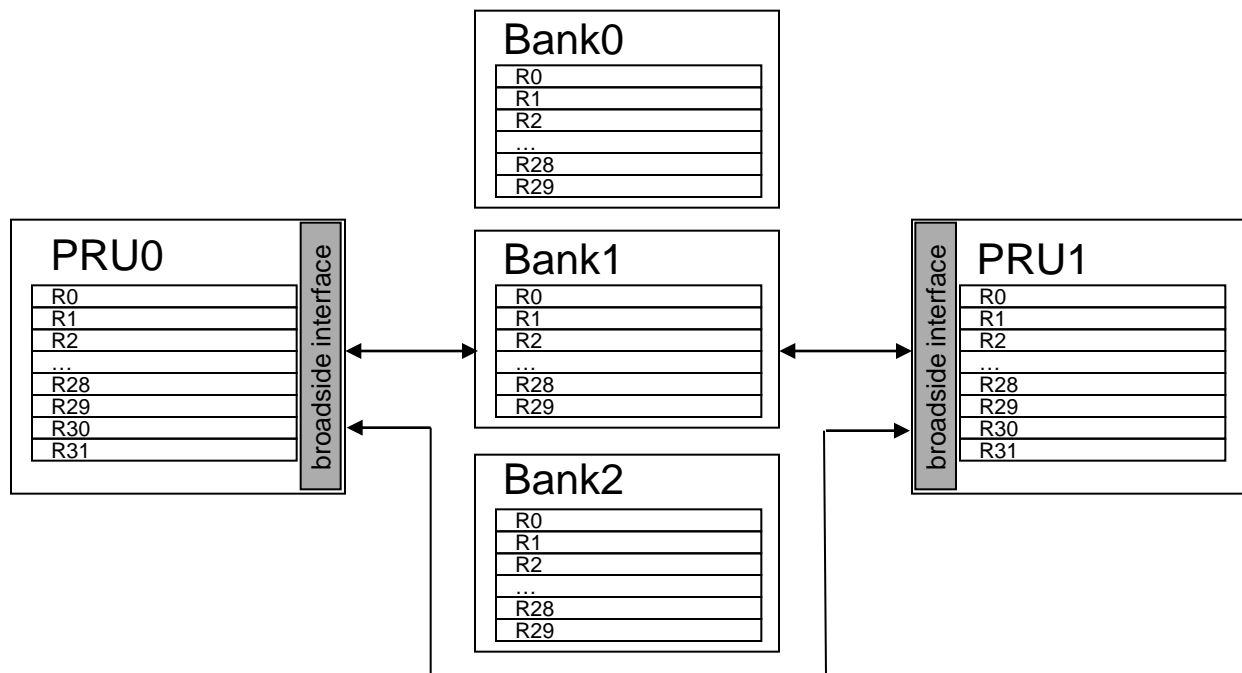 Bank0
R0
R1
R2
...
R28
R29
PRU0
R0
R1
R2
...
R28
R29
R30
R31
broadside interface
Bank1
R0
R1
R2
...
R28
R29
broadside interface
PRU1
R0
R1
R2
...
R28
R29
R30
R31
Bank2
R0
R1
R2
...
R28
R29